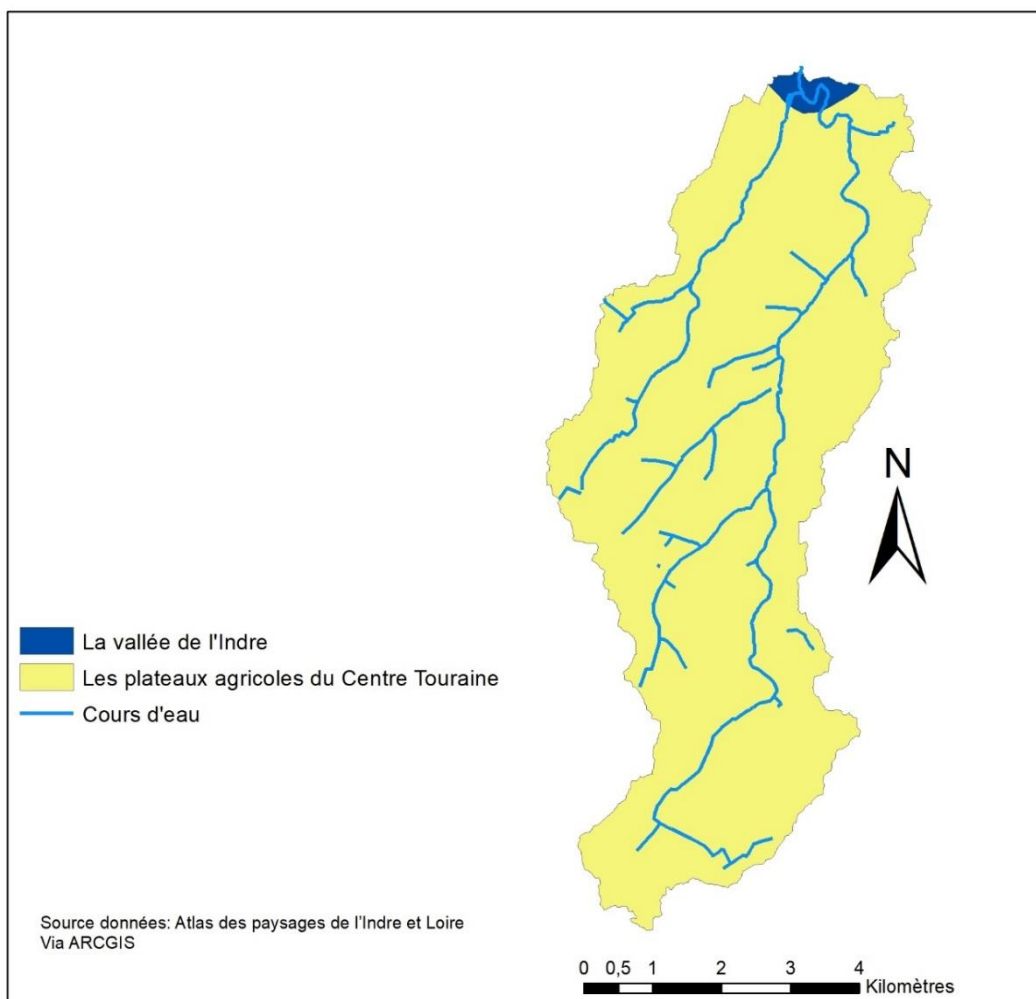 N
La vallée de l'Indre
Les plateaux agricoles du Centre Touraine
Cours d'eau
Source données: Atlas des paysages de l'Indre et Loire
Via ARCGIS
0 0,5 1 2 3 4
Kilomètres